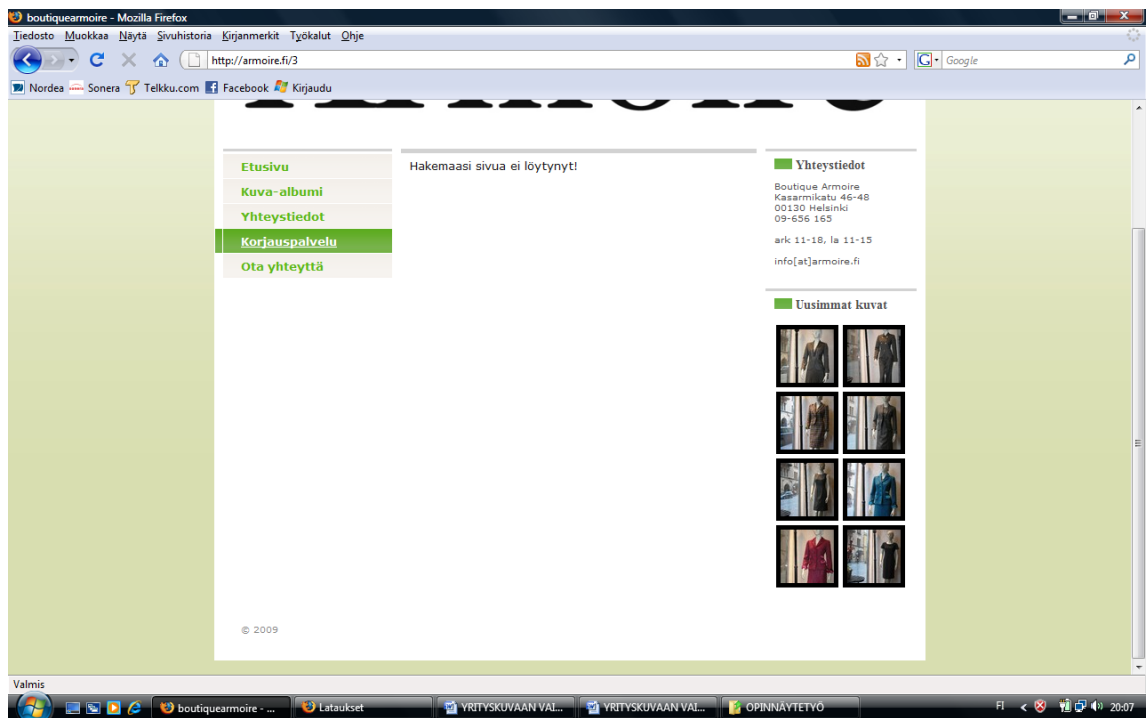 boutiquearmoire - Mozilla Firefox
Tiedosto Muokkaa Näytä Sivuhistoria Kirjanmerkit Työkalut Ohje
http://armoire.fi/3
G Google
Nordea Sonera Telkku.com Facebook Kirjaudu
Etusivu
Kuva-albumi
Yhteystiedot
Korjauspalvelu
Ota yhteyttä
Hakemaasi sivua ei löytynyt!
Yhteystiedot
Boutique Armoire
Kasarmikatu 46-48
00130 Helsinki
09-656 165
ark 11-18, la 11-15
info[at]armoire.fi
Uusimmat kuvat
© 2009
Valmis
boutiquearmoire - ... Lataukset YRITYSKUVAAN VAI... YRITYSKUVAAN VAI... OPINNÄYTETYÖ FI 20:07